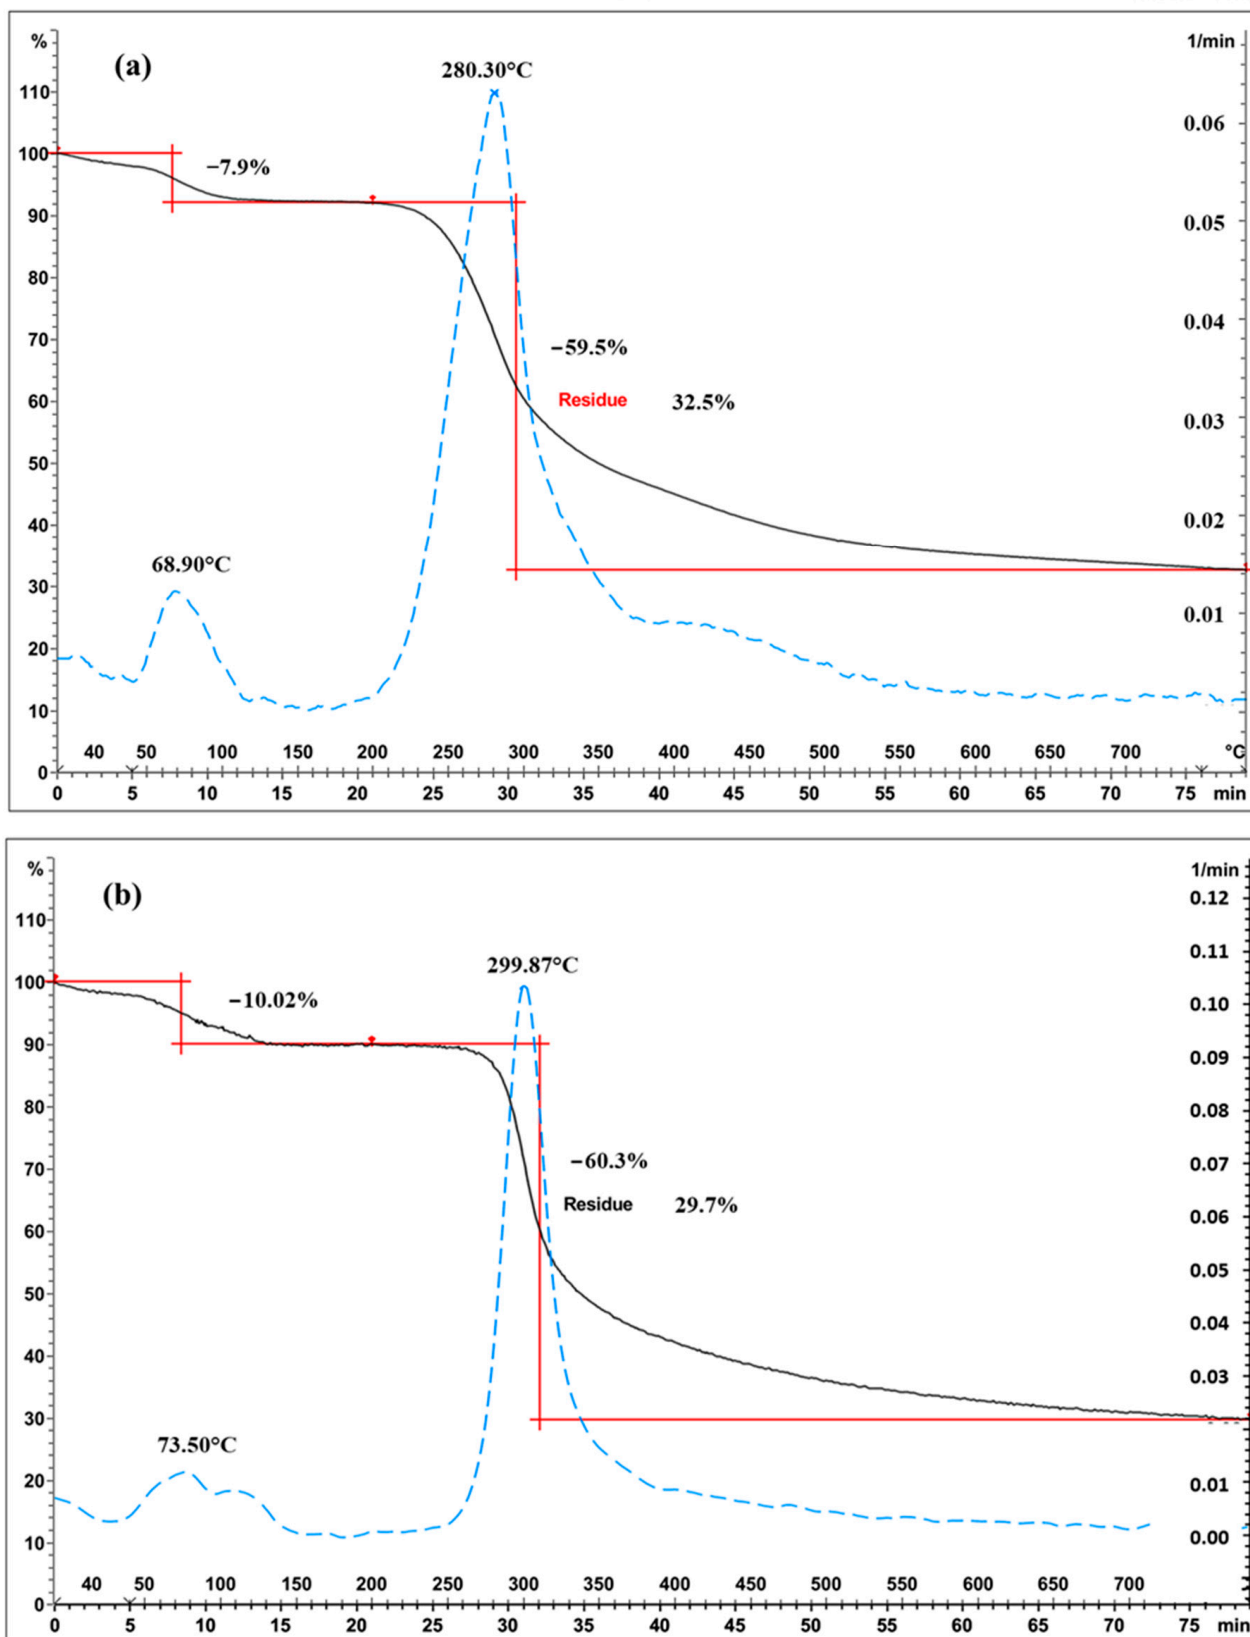 % (a) 280.30°C 1/min
110 0.06
100 −7.9%
90 0.05
80
70 −59.5% 0.04
60 Residue 32.5%
0.03
50
40 0.02
68.90°C
30 0.01
20
10
40 50 100 150 200 250 300 350 400 450 500 550 600 650 700 °C
0
0 5 10 15 20 25 30 35 40 45 50 55 60 65 70 75 min
% (b) 1/min
0.12
110
0.11
299.87°C
100 −10.02% 0.10
90 0.09
80 0.08
70 −60.3% 0.07
Residue 29.7%
60 0.06
50 0.05
0.04
40
0.03
30
73.50°C
20 0.01
10 0.00
40 50 100 150 200 250 300 350 400 450 500 550 600 650 700
0
5 10 15 20 25 30 35 40 45 50 55 60 65 70 75 min